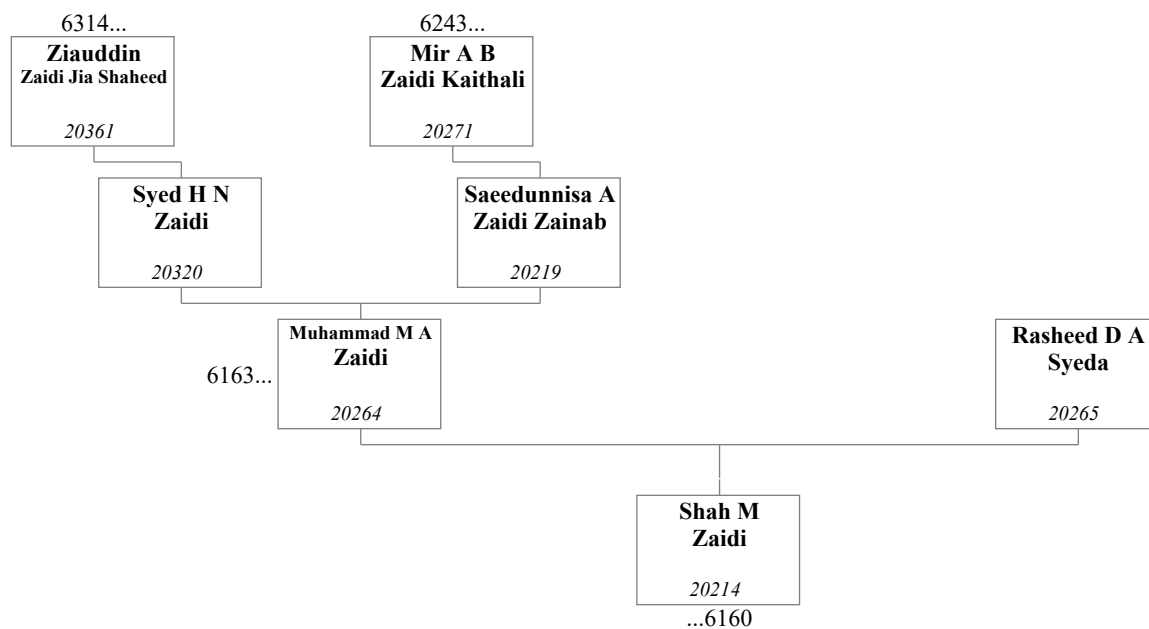 6314...
Ziauddin
Zaidi Jia Shaheed
20361
6243...
Mir A B
Zaidi Kaithali
20271
Syed H N
Zaidi
20320
Saeedunnisa A
Zaidi Zainab
20219
6163...
Muhammad M A
Zaidi
20264
Rasheed D A
Syeda
20265
Shah M
Zaidi
20214
...6160